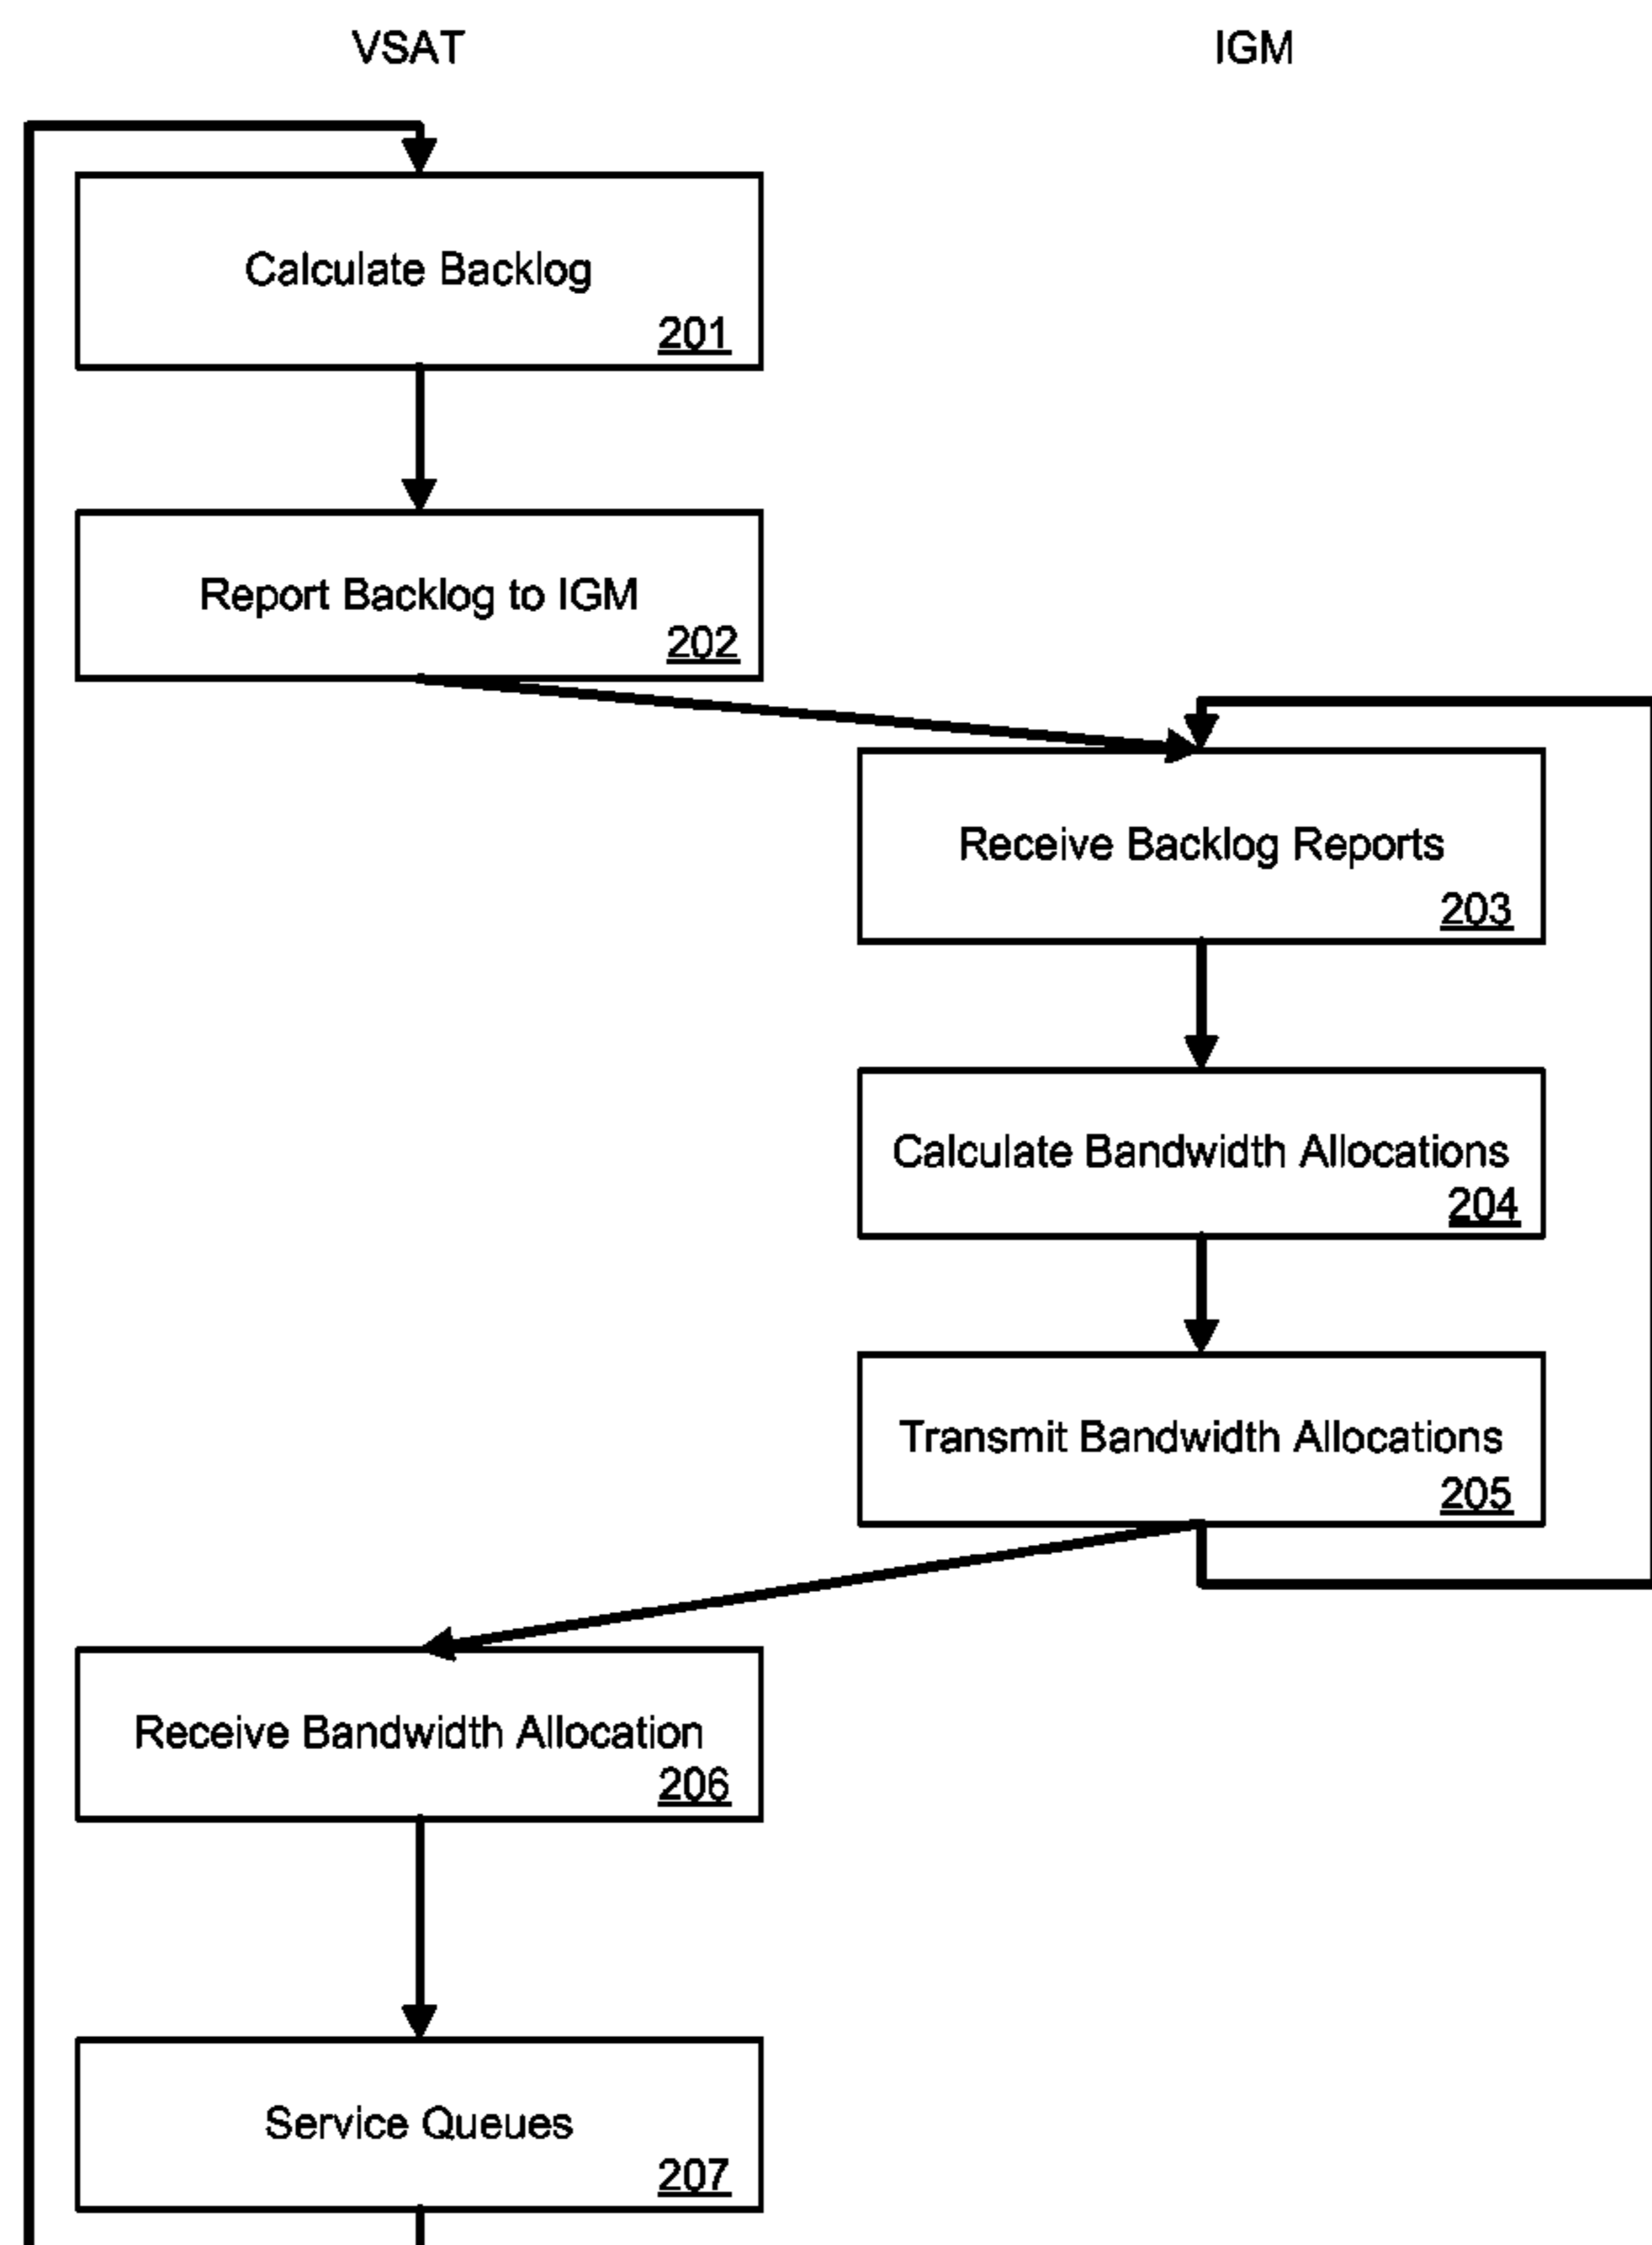 VSAT
IGM
Calculate Backlog
201
Report Backlog to IGM
202
Receive Backlog Reports
203
Calculate Bandwidth Allocations
204
Transmit Bandwidth Allocations
205
Receive Bandwidth Allocation
206
Service Queues
207